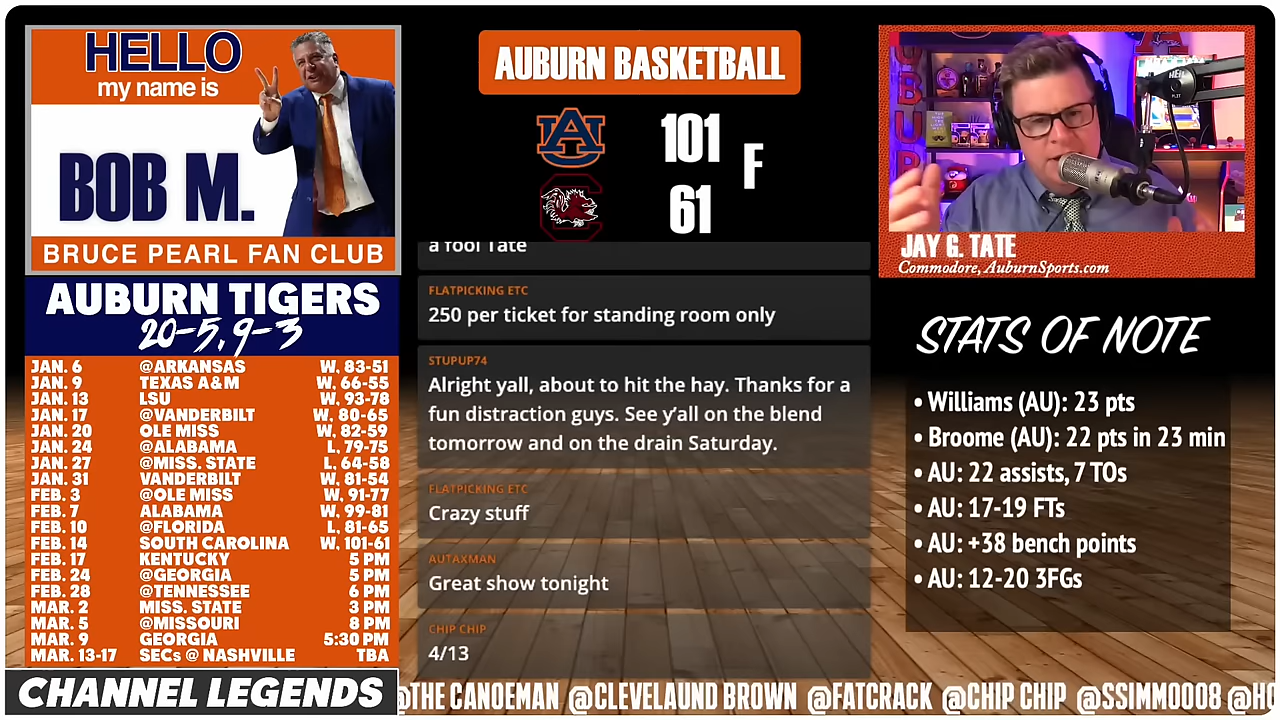 HELLO
my name is
BOB M.
BRUCE PEARL FAN CLUB
AUBURN TIGERS
20-5, 9-3
JAN. 6 @ARKANSAS W, 83-51
JAN. 9 TEXAS A&M W, 66-55
JAN. 13 LSU W, 93-78
JAN. 17 @VANDERBILT W, 80-65
JAN. 20 OLE MISS W, 82-59
JAN. 24 @ALABAMA L, 79-75
JAN. 27 @MISS. STATE L, 64-58
JAN. 31 VANDERBILT W, 81-54
FEB. 3 @OLE MISS W, 91-77
FEB. 7 ALABAMA W, 99-81
FEB. 10 @FLORIDA L, 81-65
FEB. 14 SOUTH CAROLINA W, 101-61
FEB. 17 KENTUCKY 5 PM
FEB. 24 @GEORGIA 5 PM
FEB. 28 @TENNESSEE 6 PM
MAR. 2 MISS. STATE 3 PM
MAR. 5 @MISSOURI 8 PM
MAR. 9 GEORGIA 5:30 PM
MAR. 13-17 SECs @ NASHVILLE TBA
AUBURN BASKETBALL
AU 101
F
C 61
a fool Tate
FLATPICKING ETC
250 per ticket for standing room only
STUPUP74
Alright yall, about to hit the hay. Thanks for a
fun distraction guys. See y'all on the blend
tomorrow and on the drain Saturday.
FLATPICKING ETC
Crazy stuff
AUTAXMAN
Great show tonight
CHIP CHIP
4/13
JAY G. TATE
Commodore, AuburnSports.com
STATS OF NOTE
• Williams (AU): 23 pts
• Broome (AU): 22 pts in 23 min
• AU: 22 assists, 7 TOs
• AU: 17-19 FTs
• AU: +38 bench points
• AU: 12-20 3FGs
CHANNEL LEGENDS
@THE CANOEMAN @CLEVELAUND BROWN @FATCRACK @CHIP CHIP @SSIMMO008 @HO